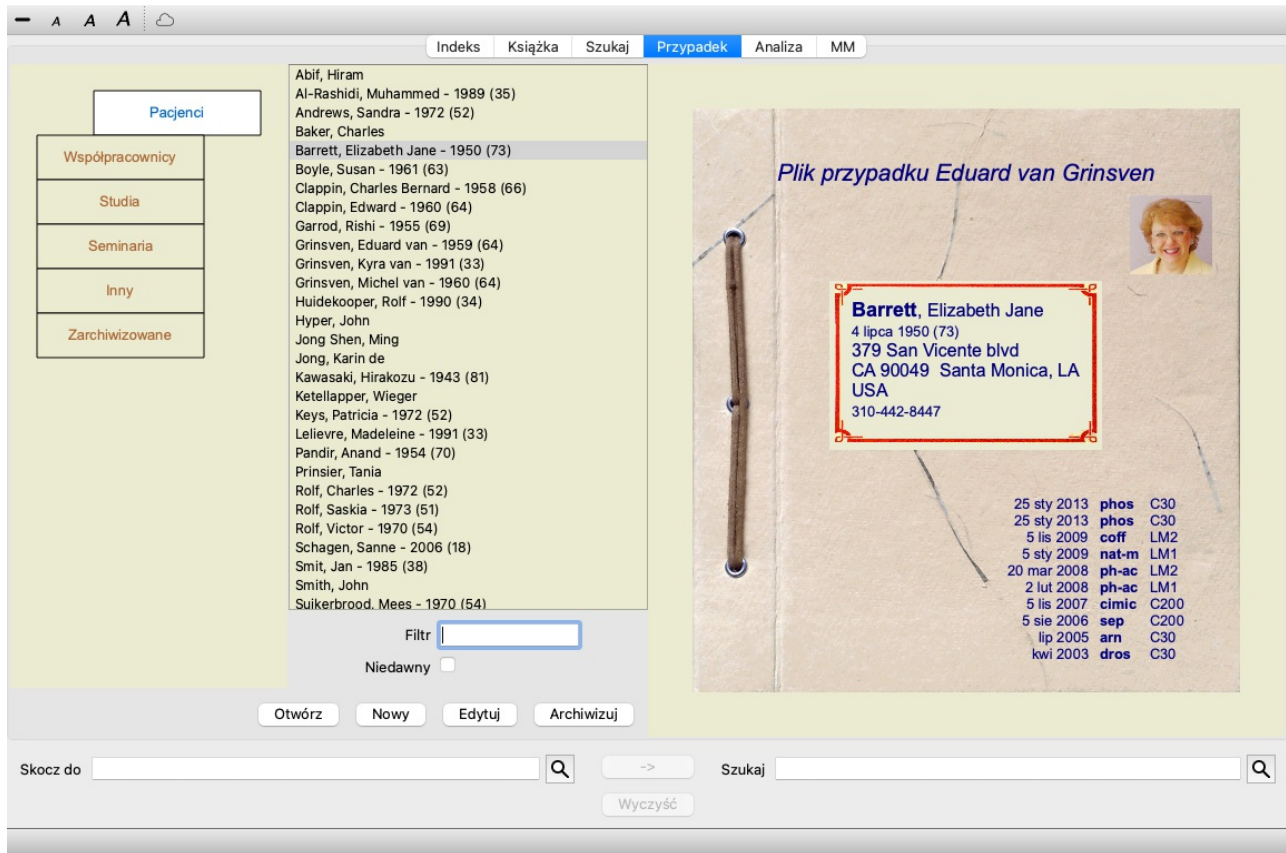 A A A
Indeks Książka Szukaj Przypadek Analiza MM
Pacjenci
Współpracownicy
Studia
Seminaria
Inny
Zarchiwizowane
Abif, Hiram
Al-Rashidi, Muhammed - 1989 (35)
Andrews, Sandra - 1972 (52)
Baker, Charles
Barrett, Elizabeth Jane - 1950 (73)
Boyle, Susan - 1961 (63)
Clappin, Charles Bernard - 1958 (66)
Clappin, Edward - 1960 (64)
Garrod, Rishi - 1955 (69)
Grinsven, Eduard van - 1959 (64)
Grinsven, Kyra van - 1991 (33)
Grinsven, Michel van - 1960 (64)
Huidekooper, Rolf - 1990 (34)
Hyper, John
Jong Shen, Ming
Jong, Karin de
Kawasaki, Hirakozu - 1943 (81)
Ketellapper, Wieger
Keys, Patricia - 1972 (52)
Lelievre, Madeleine - 1991 (33)
Pandir, Anand - 1954 (70)
Prinsier, Tania
Rolf, Charles - 1972 (52)
Rolf, Saskia - 1973 (51)
Rolf, Victor - 1970 (54)
Schagen, Sanne - 2006 (18)
Smit, Jan - 1985 (38)
Smith, John
Suikerbrood, Mees - 1970 (54)
Filtr
Niedawny
Otwórz Nowy Edytuj Archiwizuj
Plik przypadku Eduard van Grinsven
Barrett, Elizabeth Jane
4 lipca 1950 (73)
379 San Vicente blvd
CA 90049 Santa Monica, LA
USA
310-442-8447
25 sty 2013 phos C30
25 sty 2013 phos C30
5 lis 2009 coff LM2
5 sty 2009 nat-m LM1
20 mar 2008 ph-ac LM2
2 lut 2008 ph-ac LM1
5 lis 2007 cimic C200
5 sie 2006 sep C200
lip 2005 arn C30
kwi 2003 dros C30
Skocz do -> Szukaj
Wyczyść